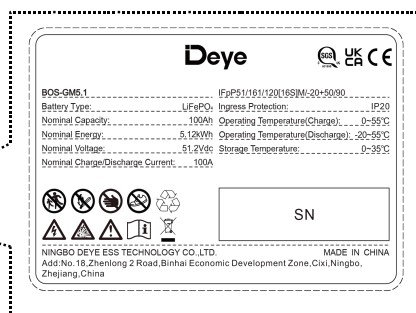 Deye
SGS
UK
CA
CE
BOS-GM5.1 IFpP51/161/120[16S]M/-20+50/90
Battery Type: LiFePO₄ Ingress Protection: IP20
Nominal Capacity: 100Ah Operating Temperature(Charge): 0~55℃
Nominal Energy: 5.12kWh Operating Temperature(Discharge): -20~55℃
Nominal Voltage: 51.2Vdc Storage Temperature: 0~35℃
Nominal Charge/Discharge Current: 100A
SN
NINGBO DEYE ESS TECHNOLOGY CO.,LTD. MADE IN CHINA
Add:No.18,Zhenlong 2 Road,Binhai Economic Development Zone,Cixi,Ningbo,
Zhejiang,China